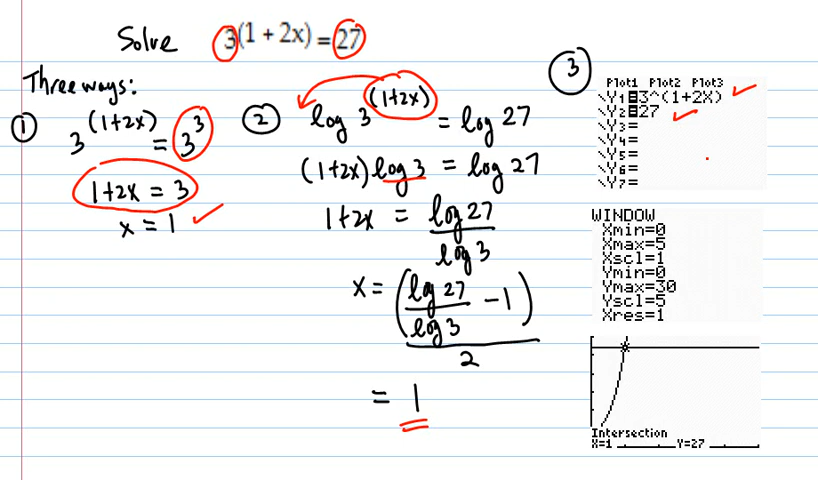 Solve 3^(1 + 2x) = 27
Three ways:
①
3^(1+2x) = 3^3
1+2x = 3
x = 1 ✓
②
log 3^(1+2x) = log 27
(1+2x) log 3 = log 27
1+2x = log 27 / log 3
x = (log 27 / log 3 - 1) / 2
= 1
③
Plot1 Plot2 Plot3
\Y1=3^(1+2X) ✓
\Y2=27 ✓
\Y3=
\Y4=
\Y5=
\Y6=
\Y7=
WINDOW
Xmin=0
Xmax=5
Xscl=1
Ymin=0
Ymax=30
Yscl=5
Xres=1
Intersection
X=1 Y=27